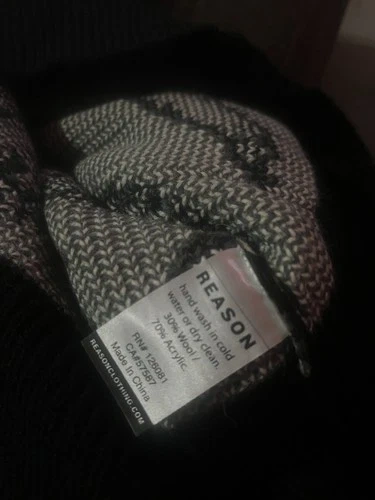 REASON
hand wash in cold
water or dry clean.
30% Wool /
70% Acrylic.
RN# 126081
CA#57587
Made In China
REASONCLOTHING.COM